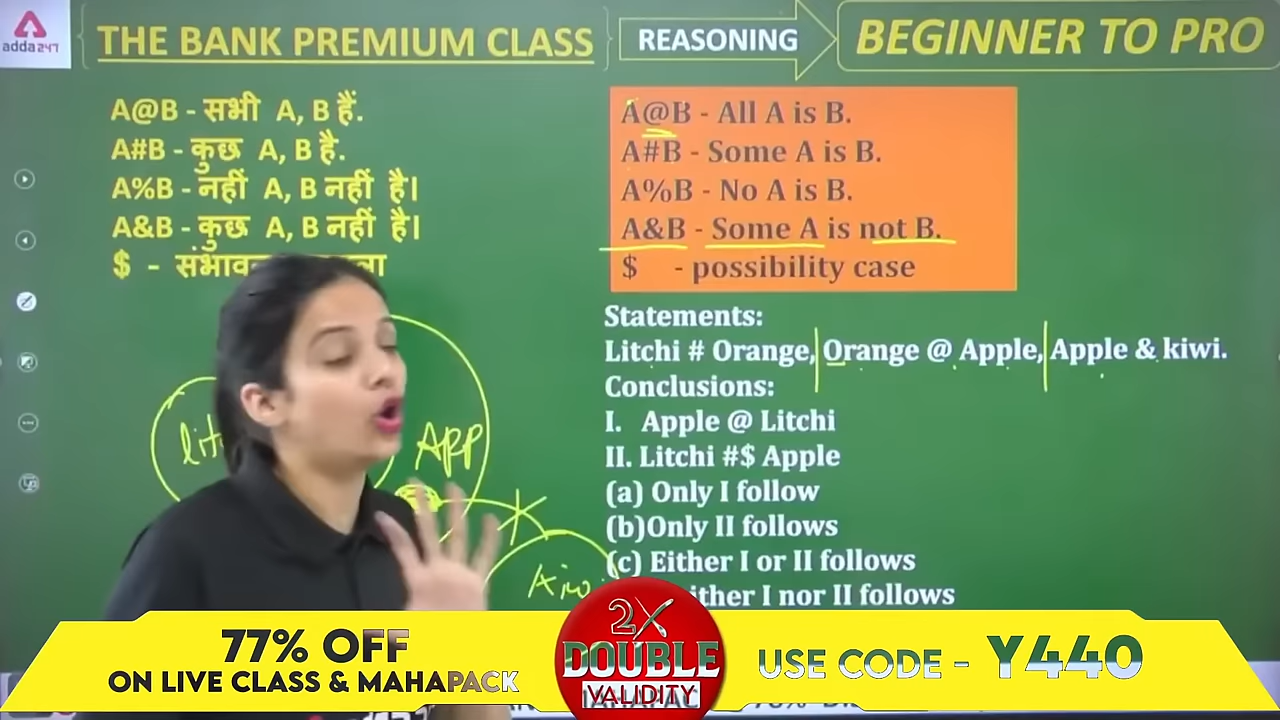 adda247
THE BANK PREMIUM CLASS
REASONING
BEGINNER TO PRO
A@B - सभी A, B हैं.
A#B - कुछ A, B है.
A%B - नहीं A, B नहीं है।
A&B - कुछ A, B नहीं है।
$ -
A@B - All A is B.
A#B - Some A is B.
A%B - No A is B.
A&B - Some A is not B.
$ - possibility case
Statements:
Litchi # Orange, Orange @ Apple, Apple & kiwi.
Conclusions:
I. Apple @ Litchi
II. Litchi #$ Apple
(a) Only I follow
(b)Only II follows
(c) Either I or II follows
I nor II follows
App
Kiwi
77% OFF
ON LIVE CLASS & MAHAPACK
2X
DOUBLE
VALIDITY
USE CODE - Y440